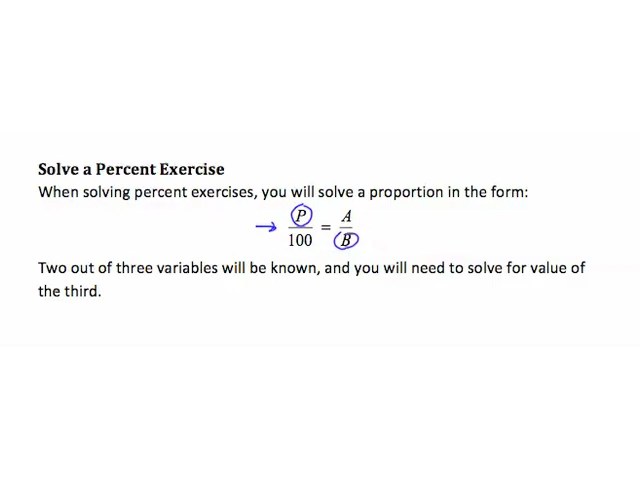 Solve a Percent Exercise
When solving percent exercises, you will solve a proportion in the form:
→ P/100 = A/B
Two out of three variables will be known, and you will need to solve for value of
the third.